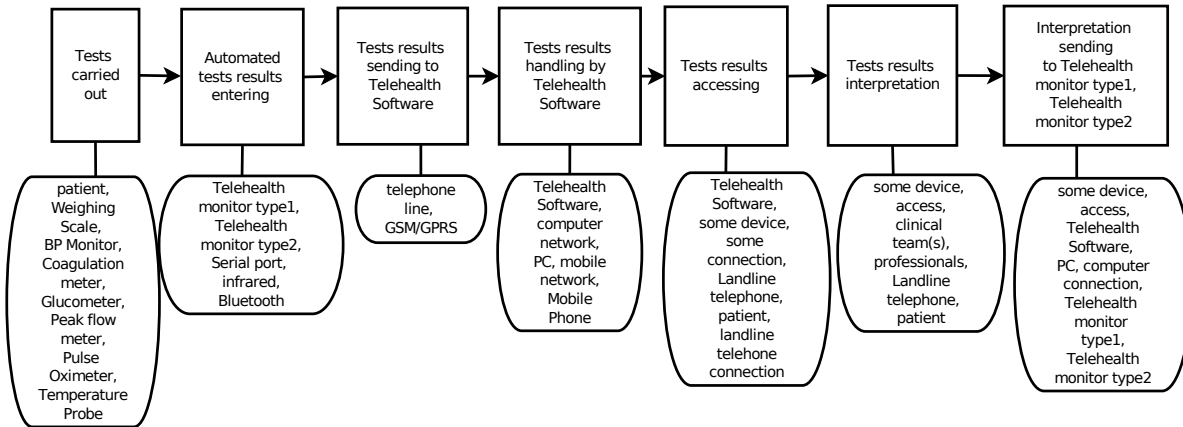 Tests
carried
out
Automated
tests results
entering
Tests results
sending to
Telehealth
Software
Tests results
handling by
Telehealth
Software
Tests results
accessing
Tests results
interpretation
Interpretation
sending
to Telehealth
monitor type1,
Telehealth
monitor type2
patient,
Weighing
Scale,
BP Monitor,
Coagulation
meter,
Glucometer,
Peak flow
meter,
Pulse
Oximeter,
Temperature
Probe
Telehealth
monitor type1,
Telehealth
monitor type2,
Serial port,
infrared,
Bluetooth
telephone
line,
GSM/GPRS
Telehealth
Software,
computer
network,
PC, mobile
network,
Mobile
Phone
Telehealth
Software,
some device,
some
connection,
Landline
telephone,
patient,
landline
telehone
connection
some device,
access,
clinical
team(s),
professionals,
Landline
telephone,
patient
some device,
access,
Telehealth
Software,
PC, computer
connection,
Telehealth
monitor
type1,
Telehealth
monitor type2